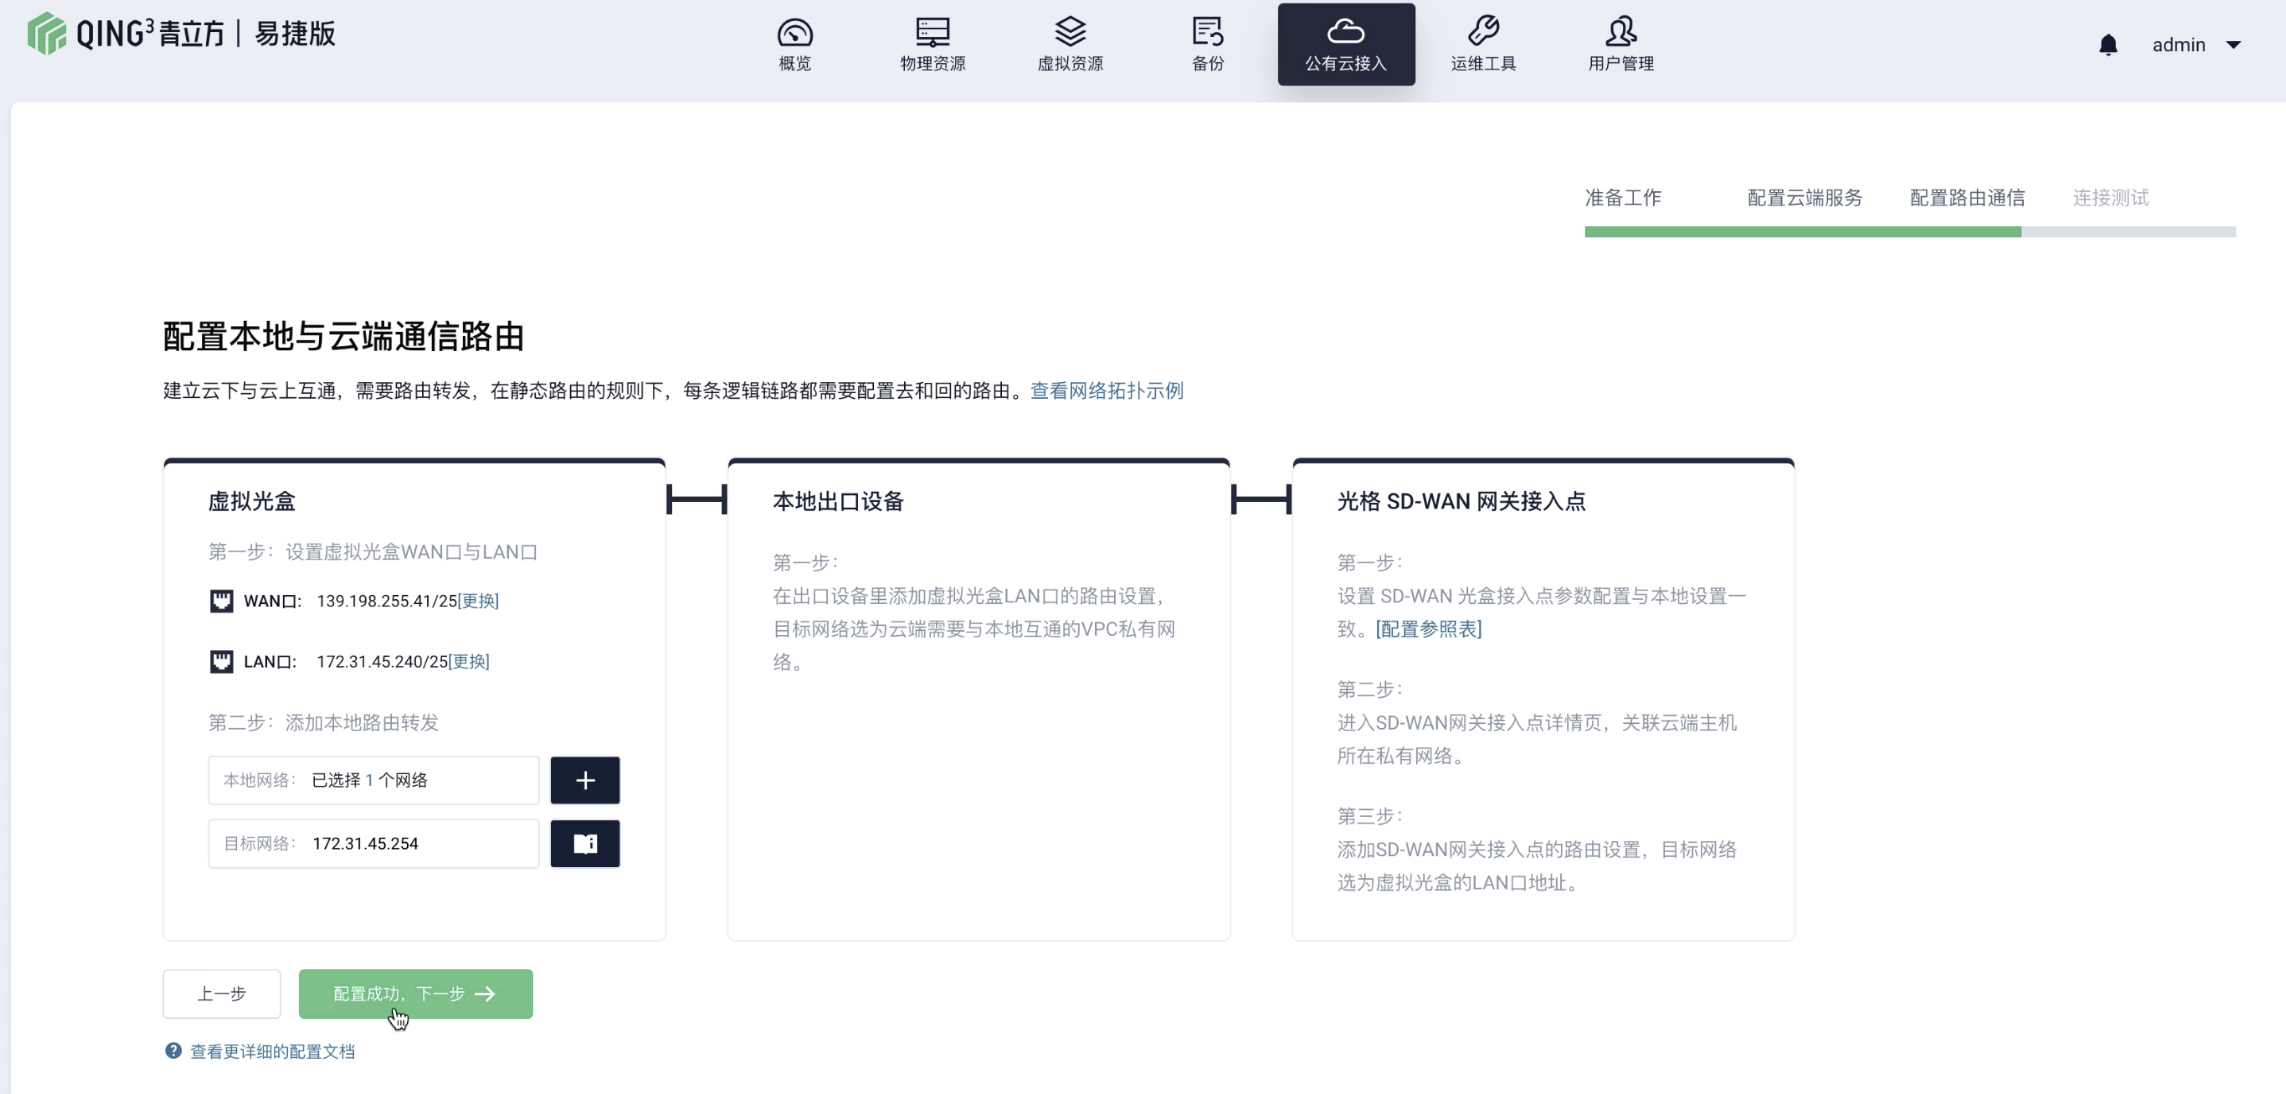 QING³青立方 | 易捷版
概览
物理资源
虚拟资源
备份
公有云接入
运维工具
用户管理
admin
准备工作
配置云端服务
配置路由通信
连接测试
配置本地与云端通信路由
建立云下与云上互通，需要路由转发，在静态路由的规则下，每条逻辑链路都需要配置去和回的路由。查看网络拓扑示例
虚拟光盒
第一步：设置虚拟光盒WAN口与LAN口
WAN口: 139.198.255.41/25[更换]
LAN口: 172.31.45.240/25[更换]
第二步：添加本地路由转发
本地网络: 已选择 1 个网络
目标网络: 172.31.45.254
本地出口设备
第一步：
在出口设备里添加虚拟光盒LAN口的路由设置，
目标网络选为云端需要与本地互通的VPC私有网
络。
光格 SD-WAN 网关接入点
第一步：
设置 SD-WAN 光盒接入点参数配置与本地设置一
致。[配置参照表]
第二步：
进入SD-WAN网关接入点详情页，关联云端主机
所在私有网络。
第三步：
添加SD-WAN网关接入点的路由设置，目标网络
选为虚拟光盒的LAN口地址。
上一步
配置成功，下一步
查看更详细的配置文档